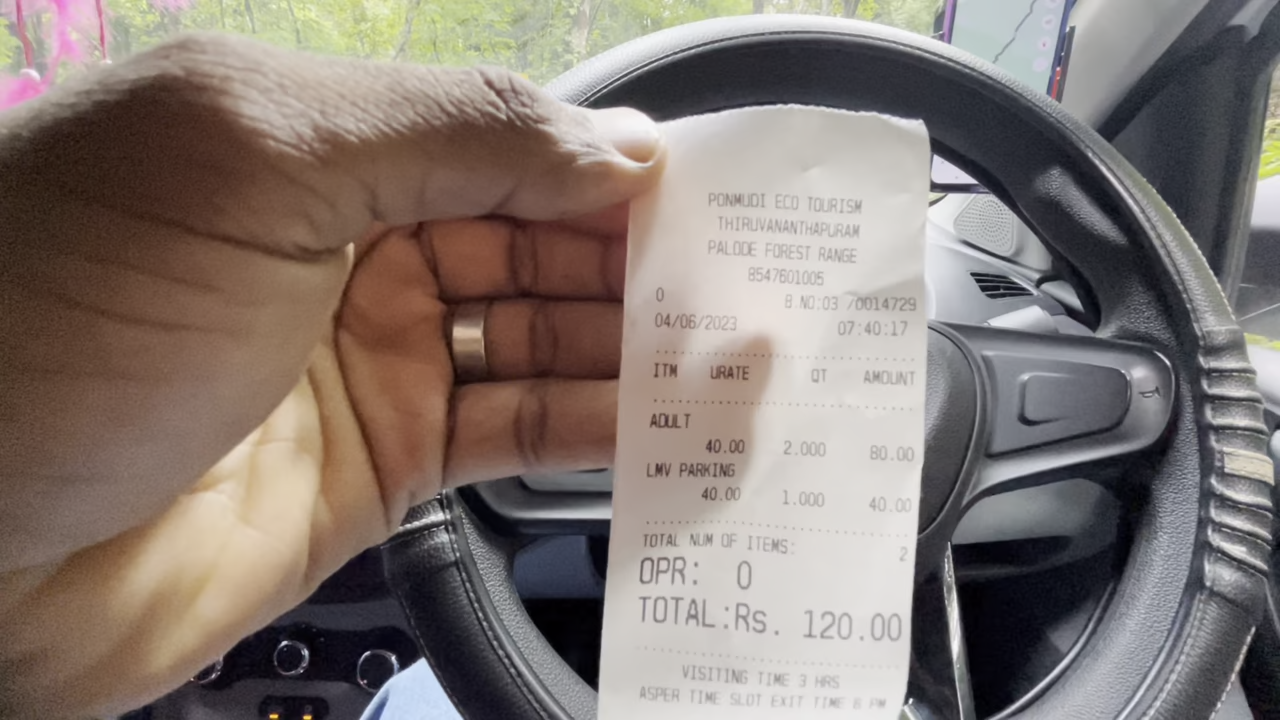 PONMUDI ECO TOURISM
THIRUVANANTHAPURAM
PALODE FOREST RANGE
8547601005
0 B.NO:03 /0014729
04/06/2023 07:40:17
ITM URATE QT AMOUNT
ADULT
40.00 2.000 80.00
LMV PARKING
40.00 1.000 40.00
TOTAL NUM OF ITEMS: 2
OPR: 0
TOTAL:Rs. 120.00
VISITING TIME 3 HRS
ASPER TIME SLOT EXIT TIME PM